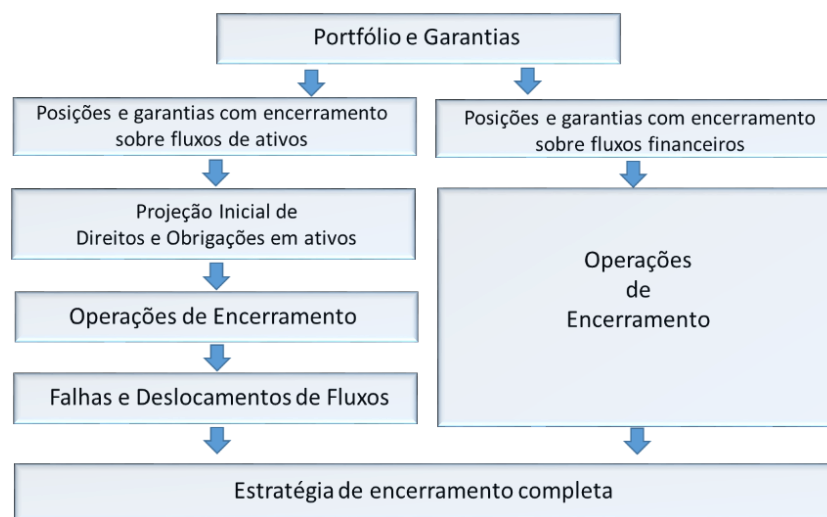 Portfólio e Garantias
Posições e garantias com encerramento
sobre fluxos de ativos
Posições e garantias com encerramento
sobre fluxos financeiros
Projeção Inicial de
Direitos e Obrigações em ativos
Operações de Encerramento
Falhas e Deslocamentos de Fluxos
Operações
de
Encerramento
Estratégia de encerramento completa